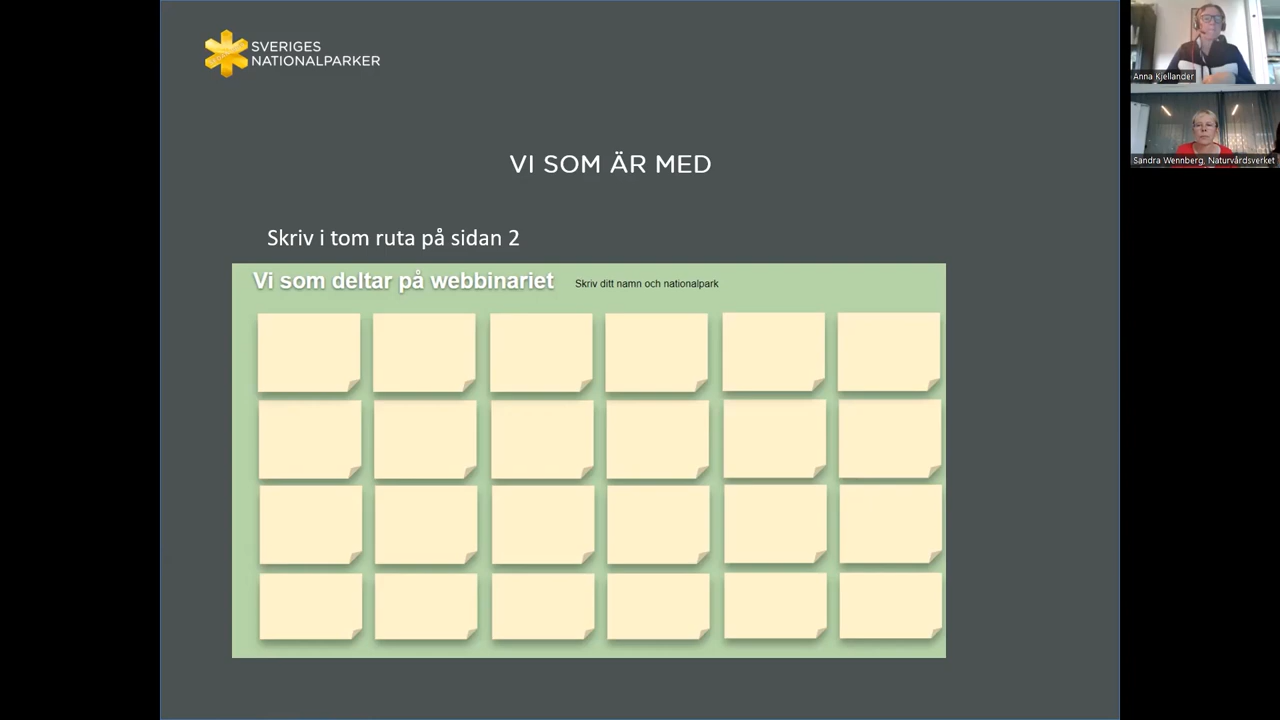 SVERIGES
NATIONALPARKER
VI SOM ÄR MED
Skriv i tom ruta på sidan 2
Vi som deltar på webbinariet
Skriv ditt namn och nationalpark
Anna Kjellander
Sandra Wennberg, Naturvårdsverket